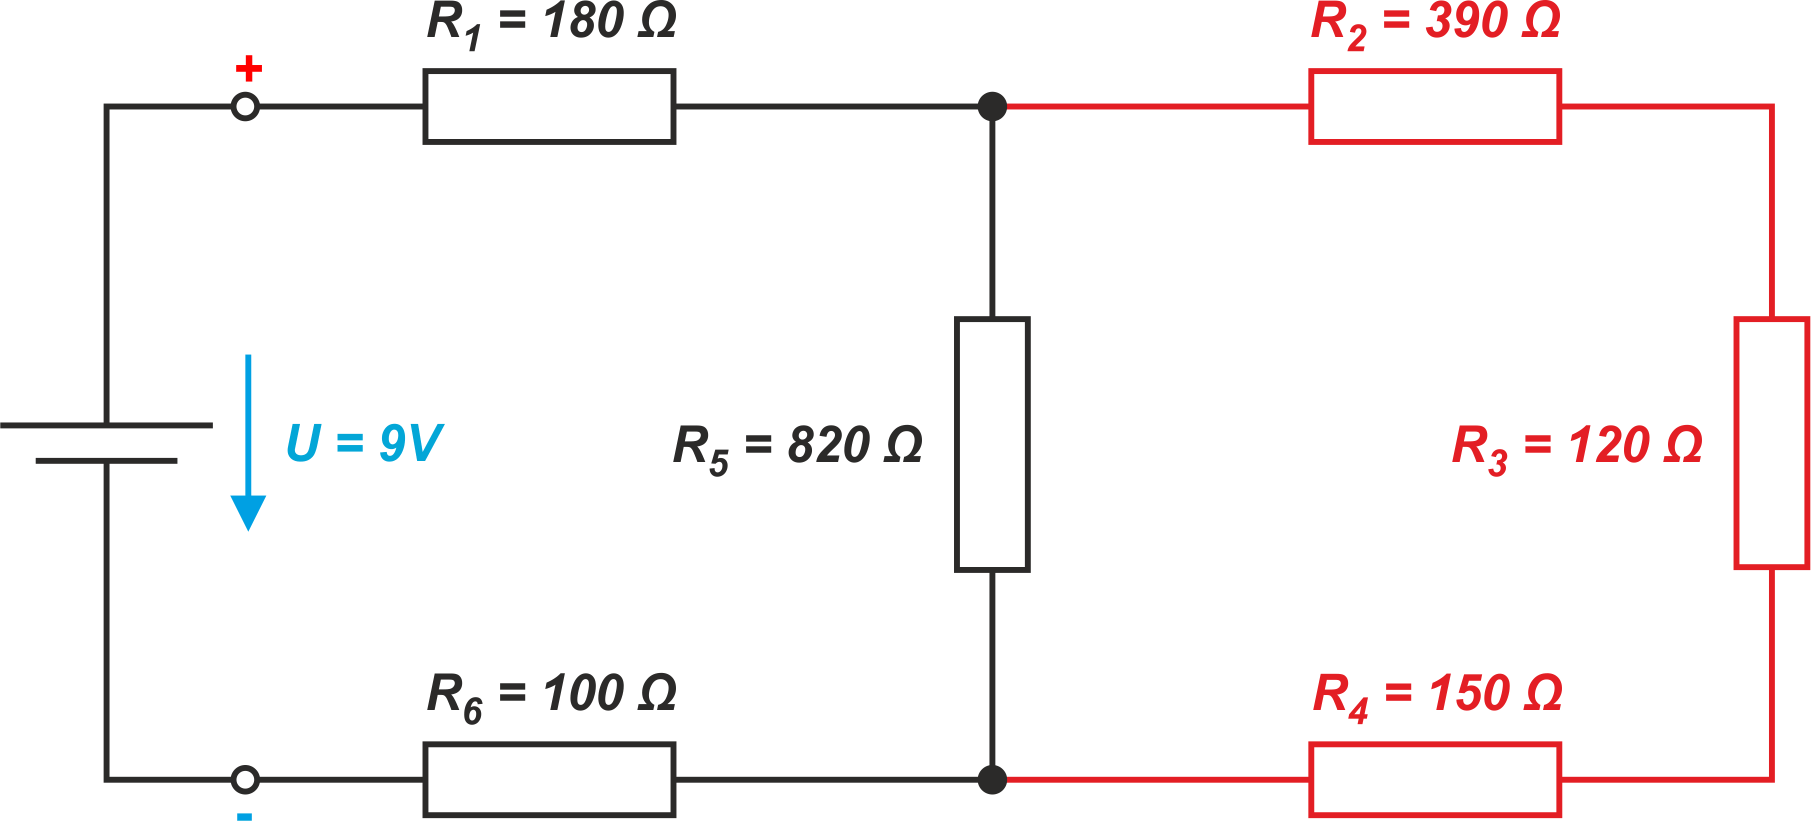 R1 = 180 Ω
R2 = 390 Ω
+
U = 9V
R5 = 820 Ω
R3 = 120 Ω
R6 = 100 Ω
R4 = 150 Ω
-